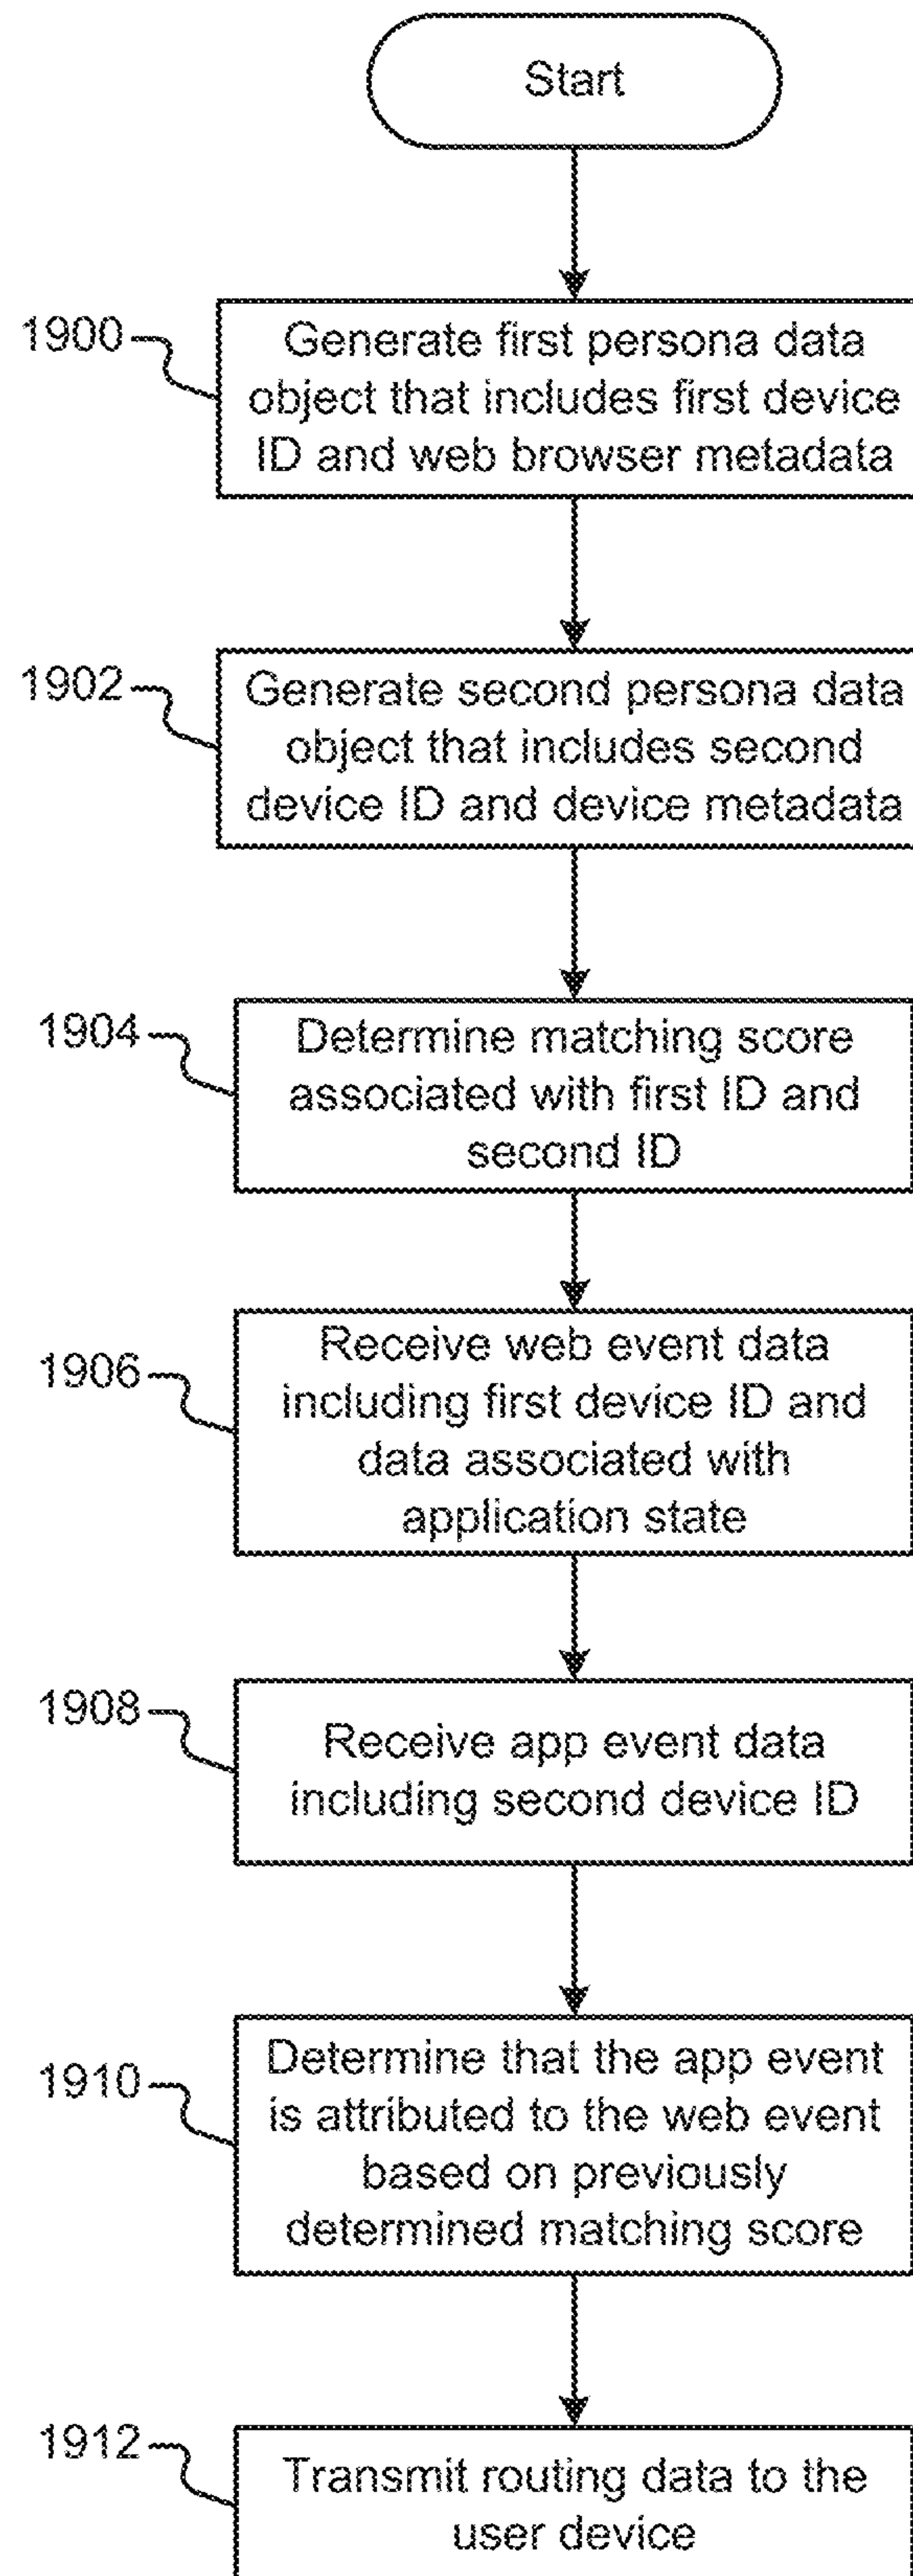 Start
1900
Generate first persona data
object that includes first device
ID and web browser metadata
1902
Generate second persona data
object that includes second
device ID and device metadata
1904
Determine matching score
associated with first ID and
second ID
1906
Receive web event data
including first device ID and
data associated with
application state
1908
Receive app event data
including second device ID
1910
Determine that the app event
is attributed to the web event
based on previously
determined matching score
1912
Transmit routing data to the
user device